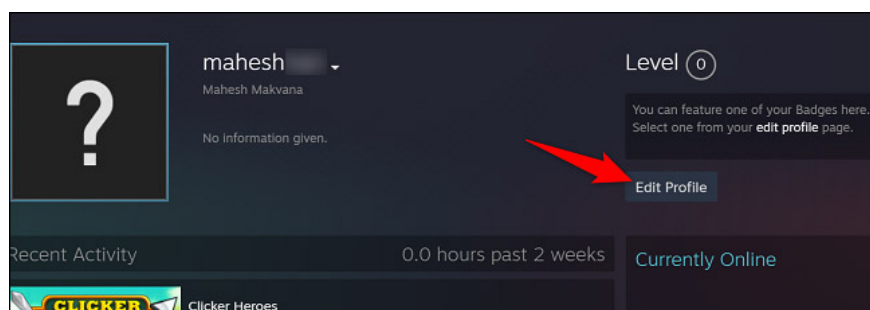 mahesh
Mahesh Makvana
No information given.
Level 0
You can feature one of your Badges here.
Select one from your edit profile page.
Edit Profile
Recent Activity
0.0 hours past 2 weeks
Currently Online
CLICKER
Clicker Heroes